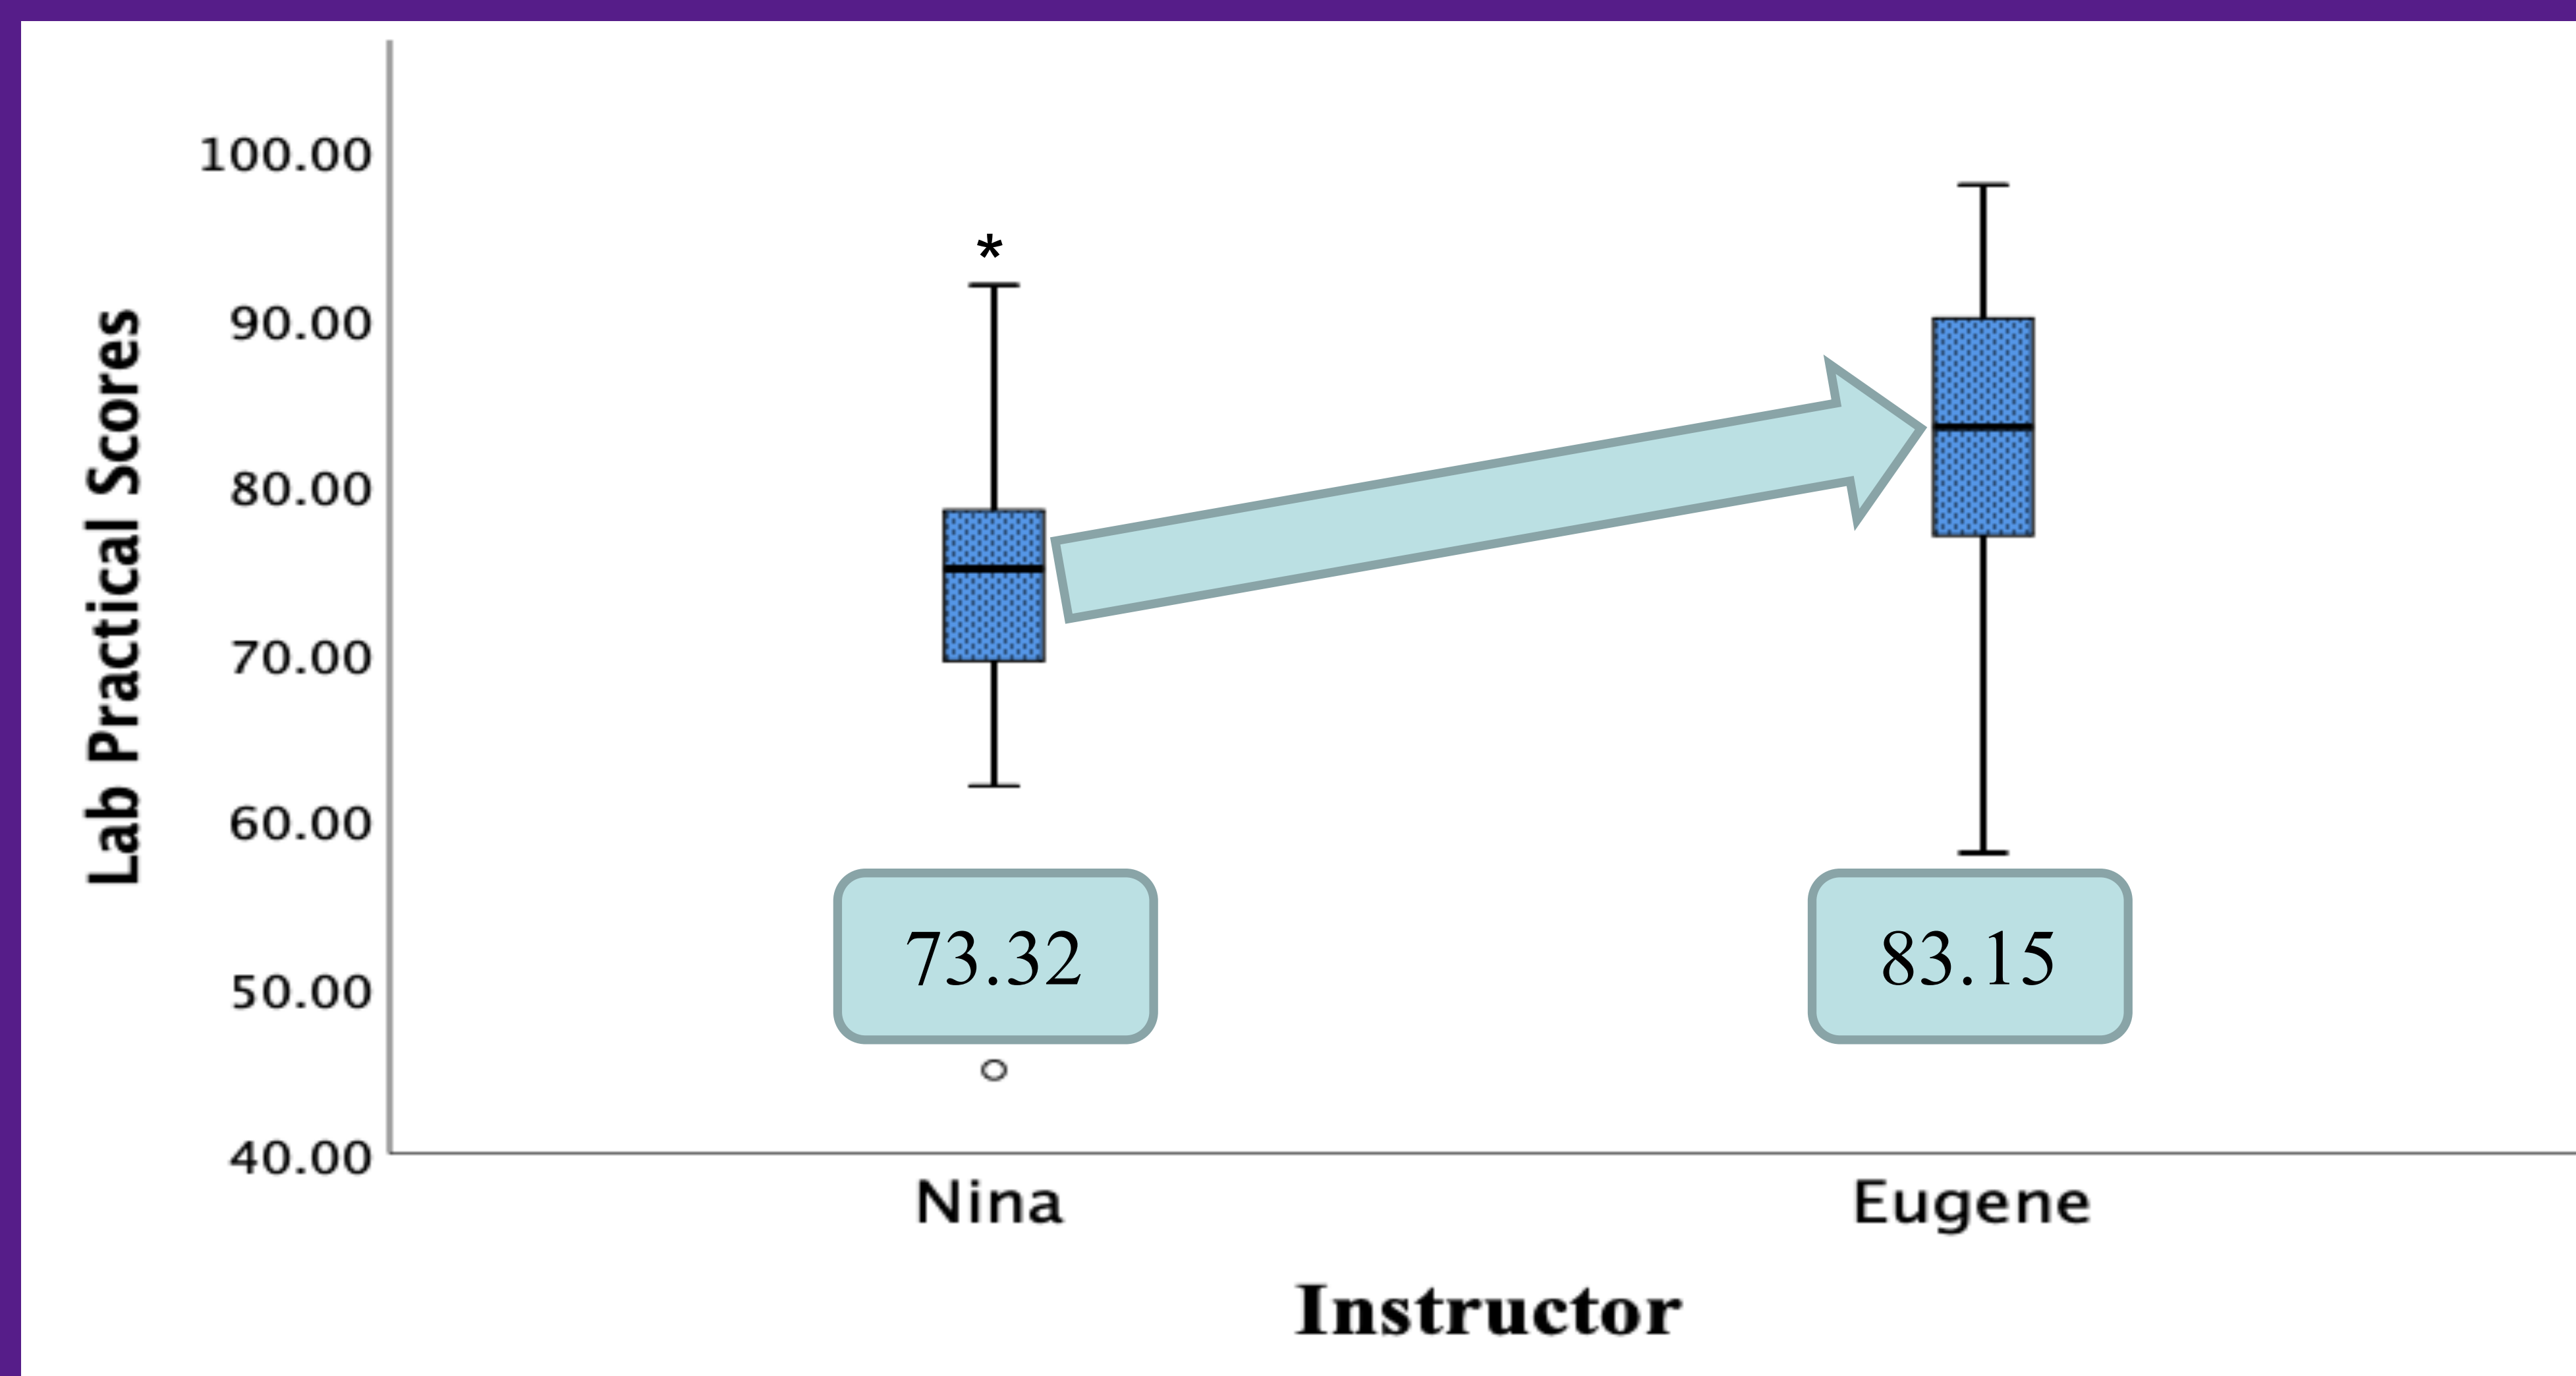 Lab Practical Scores
100.00
90.00
80.00
70.00
60.00
50.00
40.00
*
73.32
83.15
Nina
Eugene
Instructor